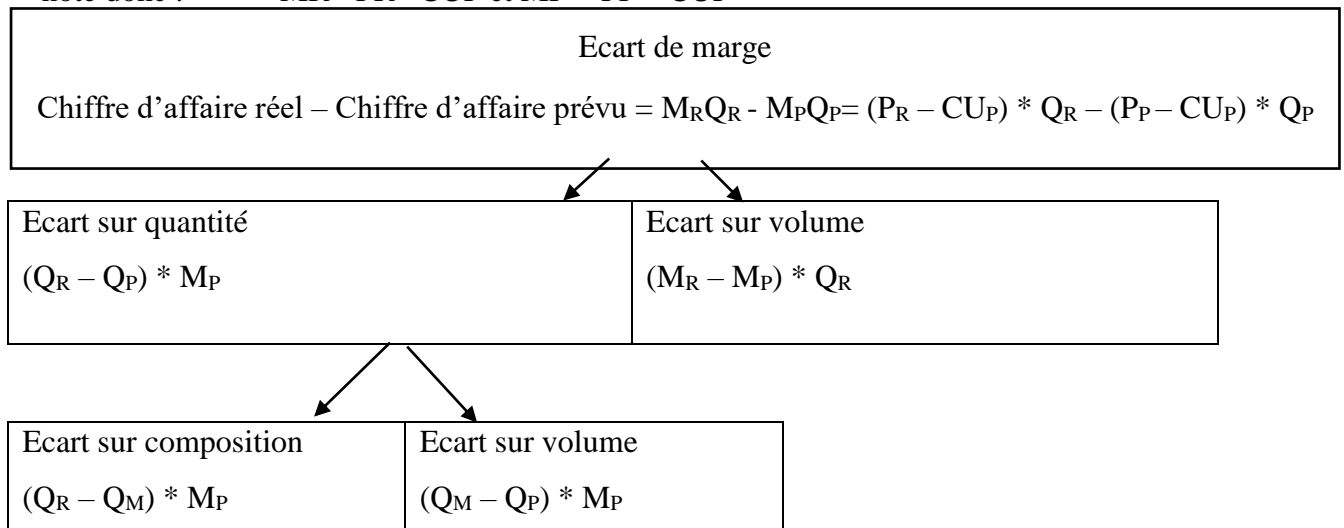 Ecart de marge
Chiffre d’affaire réel – Chiffre d’affaire prévu = MRQR - MPQP= (PR – CUP) * QR – (PP – CUP) * QP
Ecart sur quantité
(QR – QP) * MP
Ecart sur volume
(MR – MP) * QR
Ecart sur composition
(QR – QM) * MP
Ecart sur volume
(QM – QP) * MP